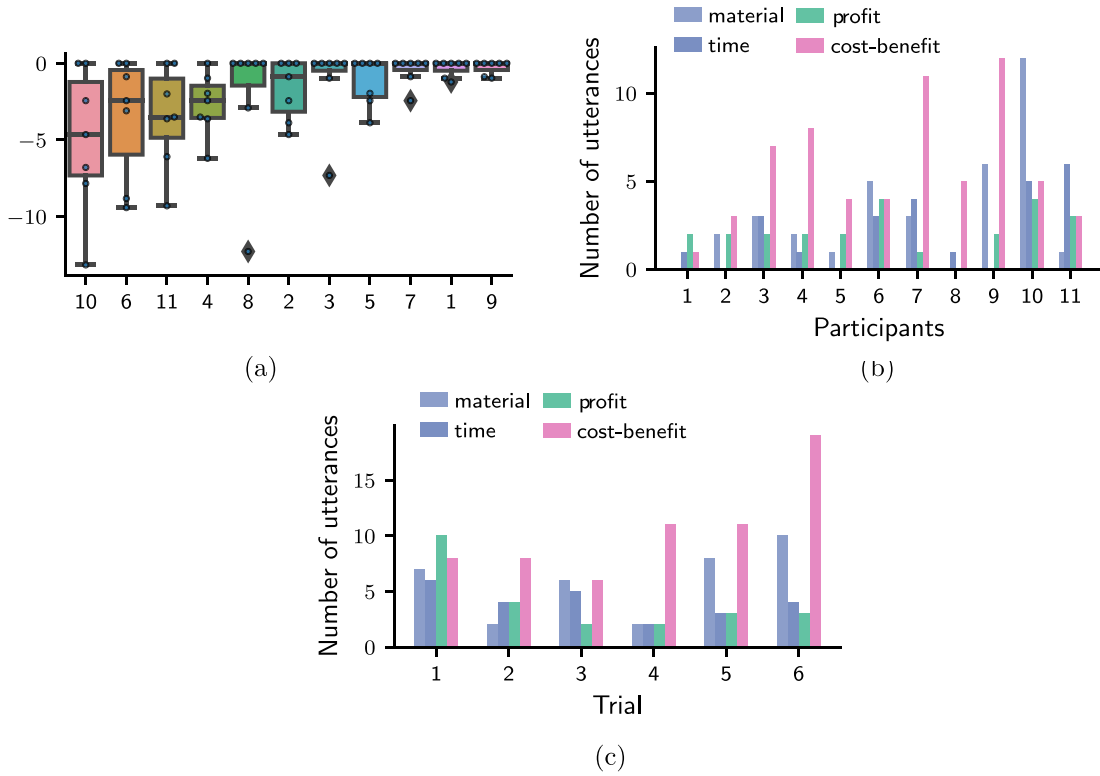 0
−5
−10
10 6 11 4 8 2 3 5 7 1 9
(a)
material profit
time cost-benefit
Number of utterances
10
5
0
1 2 3 4 5 6 7 8 9 10 11
Participants
(b)
material profit
time cost-benefit
Number of utterances
15
10
5
0
1 2 3 4 5 6
Trial
(c)